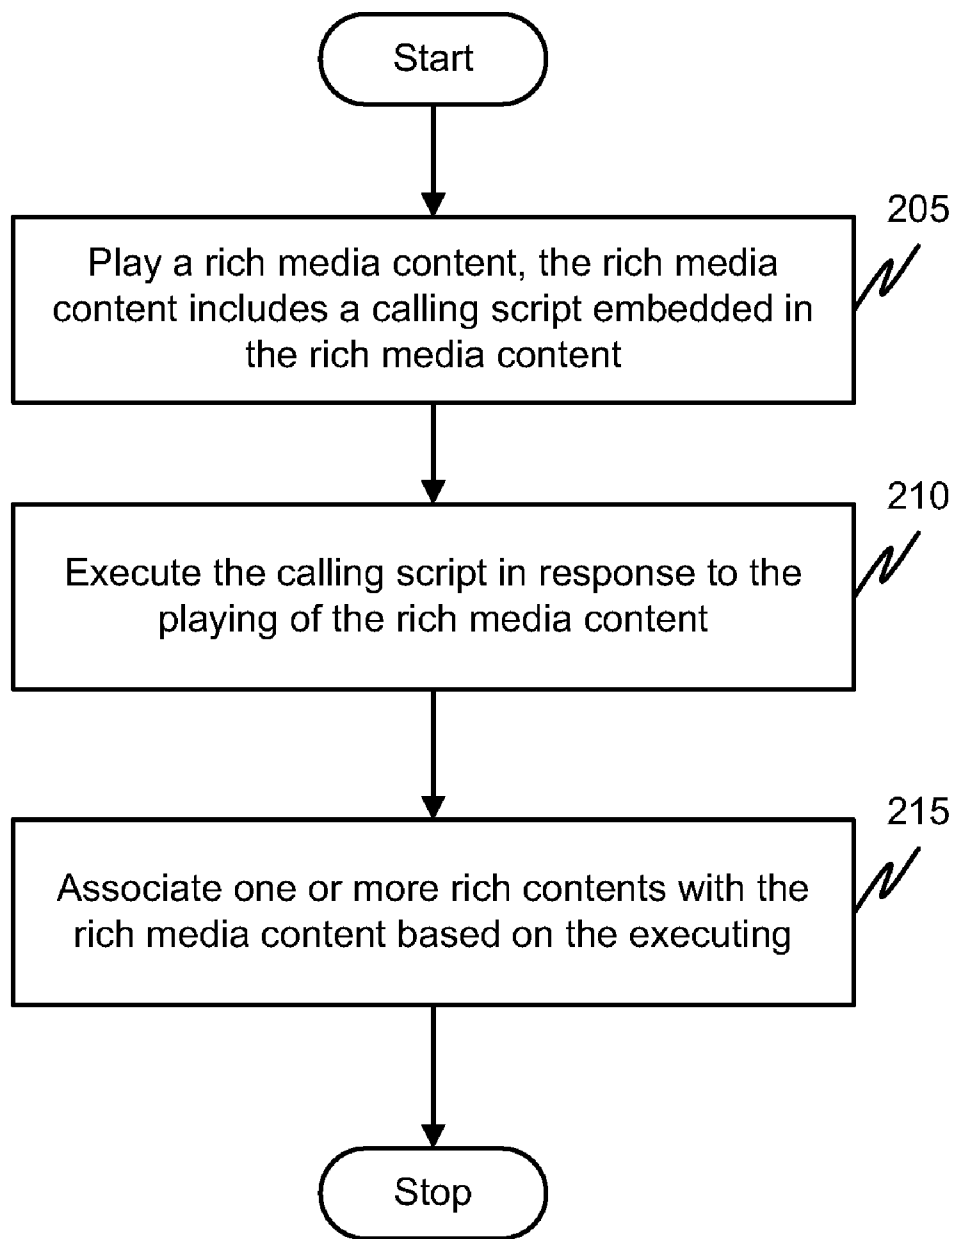 Start
205
Play a rich media content, the rich media
content includes a calling script embedded in
the rich media content
210
Execute the calling script in response to the
playing of the rich media content
215
Associate one or more rich contents with the
rich media content based on the executing
Stop